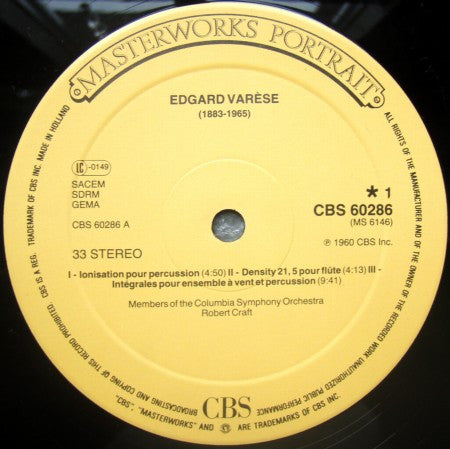 MASTERWORKS PORTRAIT
EDGARD VARÈSE
(1883-1965)
LC -0149
SACEM
SDRM
GEMA
CBS 60286 A
★ 1
CBS 60286
(MS 6146)
33 STEREO
℗ 1960 CBS Inc.
I - Ionisation pour percussion (4:50) II - Density 21, 5 pour flûte (4:13) III -
Intégrales pour ensemble à vent et percussion (9:41)
Members of the Columbia Symphony Orchestra
Robert Craft
CBS
ALL RIGHTS OF THE MANUFACTURER AND OF THE OWNER OF THE RECORDED WORK RESERVED. UNAUTHORIZED PUBLIC PERFORMANCE BROADCASTING AND COPYING OF THIS RECORD PROHIBITED. CBS IS A REG. TRADEMARK OF CBS INC. MADE IN HOLLAND
"CBS", "MASTERWORKS" AND ARE TRADEMARKS OF CBS INC.